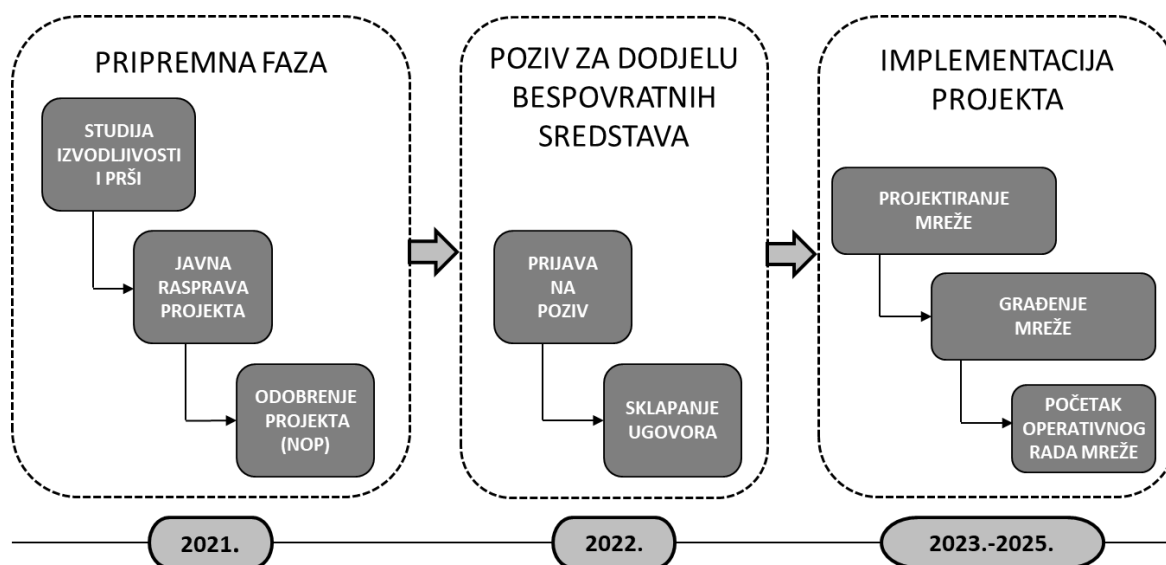 PRIPREMNA FAZA
STUDIJA
IZVODLJIVOSTI
I PRŠI
JAVNA
RASPRAVA
PROJEKTA
ODOBRENJE
PROJEKTA
(NOP)
POZIV ZA DODJELU
BESPOVRATNIH
SREDSTAVA
PRIJAVA
NA
POZIV
SKLAPANJE
UGOVORA
IMPLEMENTACIJA
PROJEKTA
PROJEKTIRANJE
MREŽE
GRAĐENJE
MREŽE
POČETAK
OPERATIVNOG
RADA MREŽE
2021.
2022.
2023.-2025.